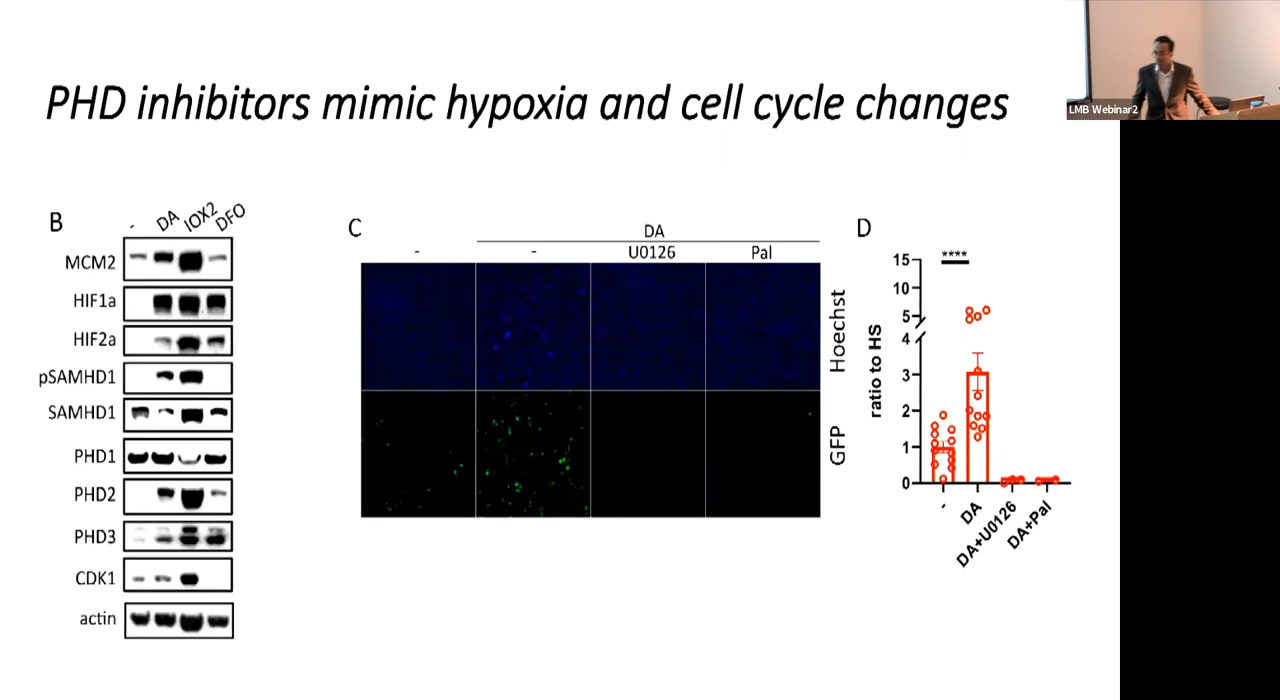 PHD inhibitors mimic hypoxia and cell cycle changes
LMB Webinar2
B
- DA IOX2 DFO
MCM2
HIF1a
HIF2a
pSAMHD1
SAMHD1
PHD1
PHD2
PHD3
CDK1
actin
C
DA
- - U0126 Pal
Hoechst
GFP
D
****
15
10
5
4
3
2
1
0
ratio to HS
-
DA
DA+U0126
DA+Pal